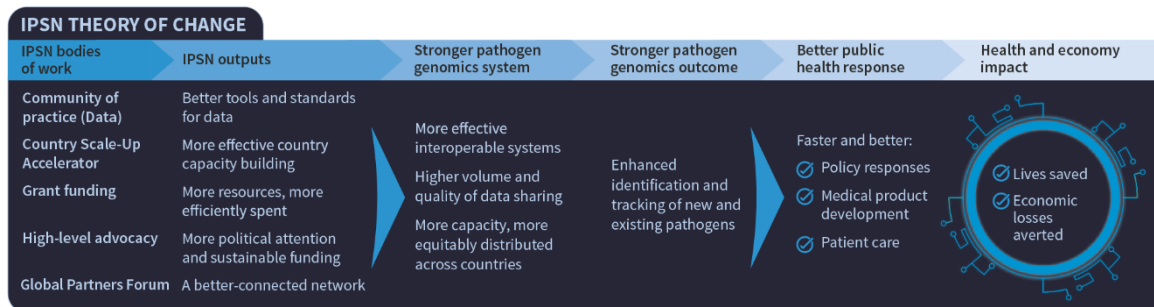 IPSN THEORY OF CHANGE
IPSN bodies
of work
IPSN outputs
Stronger pathogen
genomics system
Stronger pathogen
genomics outcome
Better public
health response
Health and economy
impact
Community of
practice (Data)
Better tools and standards
for data
Country Scale-Up
Accelerator
More effective country
capacity building
Grant funding
More resources, more
efficiently spent
High-level advocacy
More political attention
and sustainable funding
Global Partners Forum
A better-connected network
More effective
interoperable systems
Higher volume and
quality of data sharing
More capacity, more
equitably distributed
across countries
Enhanced
identification and
tracking of new and
existing pathogens
Faster and better:
Policy responses
Medical product
development
Patient care
Lives saved
Economic
losses
averted